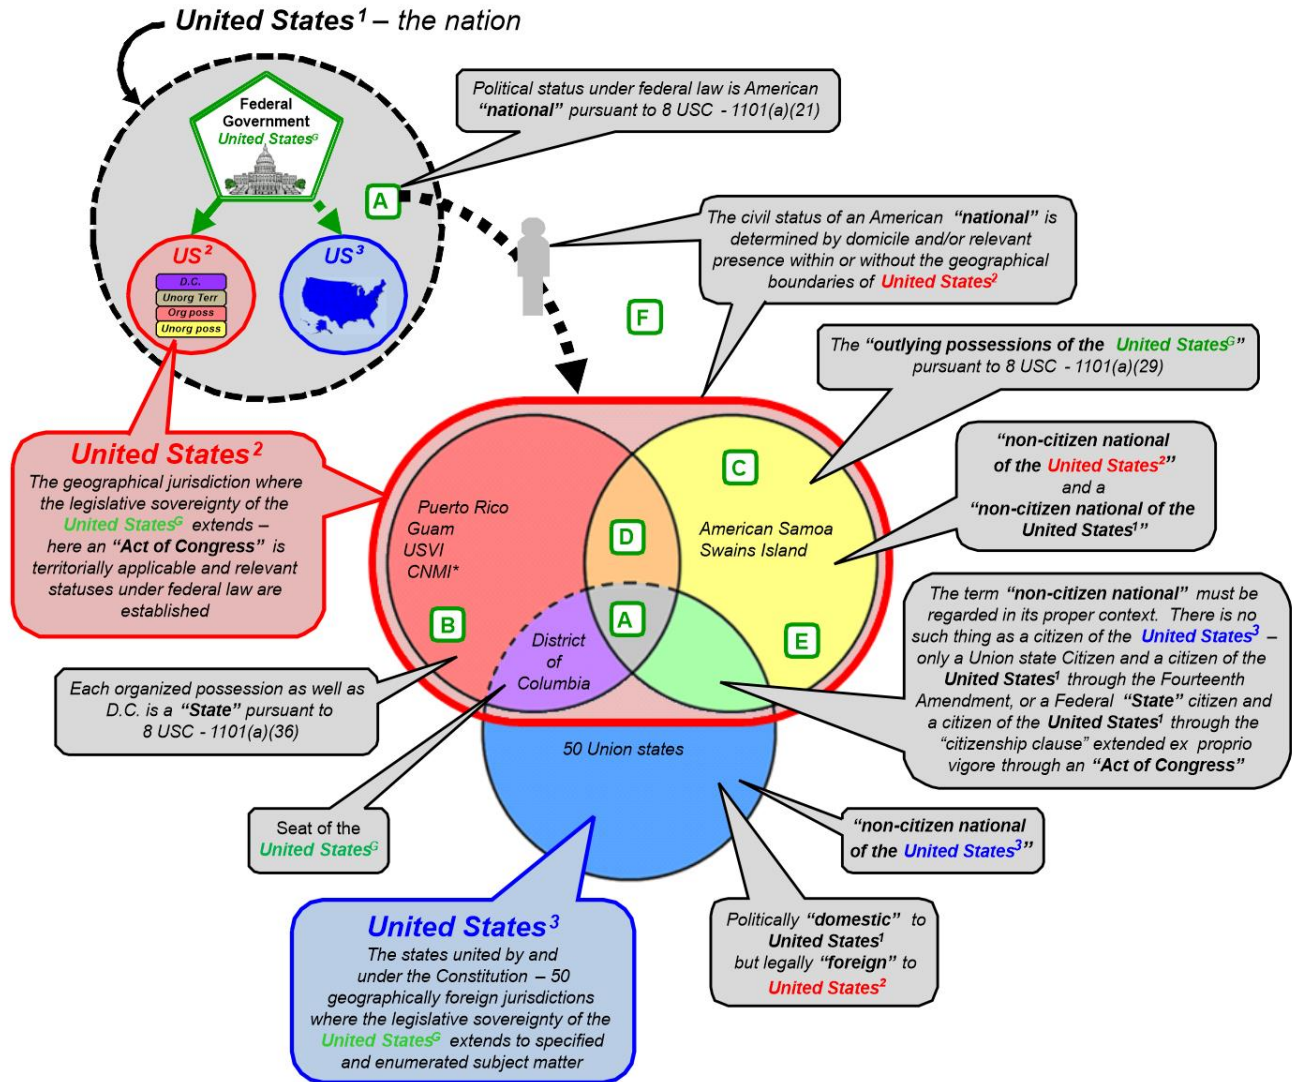 United States¹ – the nation
Federal
Government
United Statesᴳ
A
US²
D.C.
Unorg Terr
Org poss
Unorg poss
US³
Political status under federal law is American
“national” pursuant to 8 USC - 1101(a)(21)
The civil status of an American “national” is
determined by domicile and/or relevant
presence within or without the geographical
boundaries of United States²
F
The “outlying possessions of the United Statesᴳ”
pursuant to 8 USC - 1101(a)(29)
United States²
The geographical jurisdiction where
the legislative sovereignty of the
United Statesᴳ extends –
here an “Act of Congress” is
territorially applicable and relevant
statuses under federal law are
established
“non-citizen national
of the United States²”
and a
“non-citizen national of the
United States¹”
Puerto Rico
Guam
USVI
CNMI*
B
C
D
American Samoa
Swains Island
A
E
District
of
Columbia
The term “non-citizen national” must be
regarded in its proper context. There is no
such thing as a citizen of the United States³ –
only a Union state Citizen and a citizen of the
United States¹ through the Fourteenth
Amendment, or a Federal “State” citizen and
a citizen of the United States¹ through the
“citizenship clause” extended ex proprio
vigore through an “Act of Congress”
Each organized possession as well as
D.C. is a “State” pursuant to
8 USC - 1101(a)(36)
50 Union states
Seat of the
United Statesᴳ
“non-citizen national
of the United States³”
United States³
The states united by and
under the Constitution – 50
geographically foreign jurisdictions
where the legislative sovereignty of the
United Statesᴳ extends to specified
and enumerated subject matter
Politically “domestic” to
United States¹
but legally “foreign” to
United States²